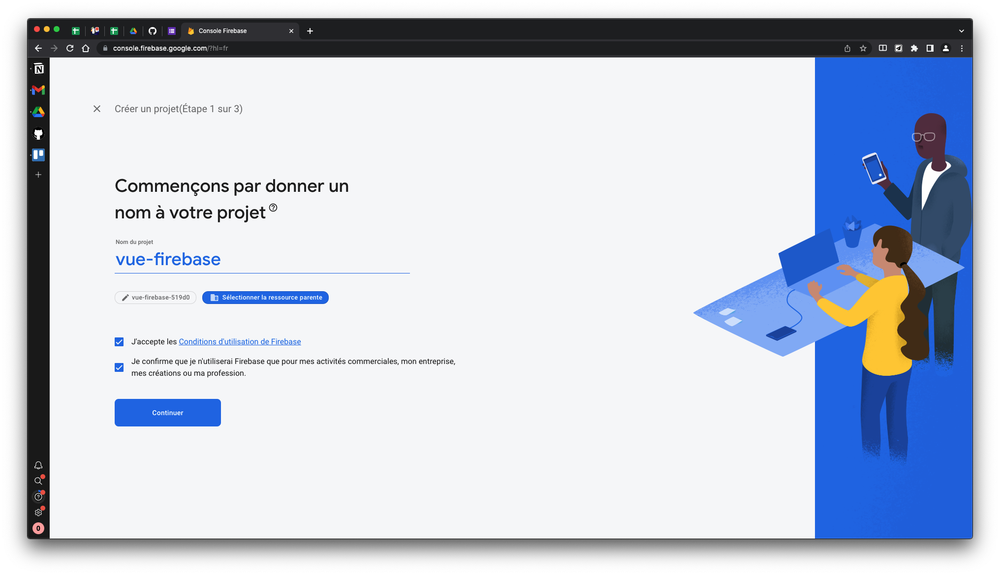 Console Firebase
console.firebase.google.com/?hl=fr
N
Créer un projet(Étape 1 sur 3)
Commençons par donner un
nom à votre projet
Nom du projet
vue-firebase
vue-firebase-519d0
Sélectionner la ressource parente
J'accepte les Conditions d'utilisation de Firebase
Je confirme que je n'utiliserai Firebase que pour mes activités commerciales, mon entreprise,
mes créations ou ma profession.
Continuer
0